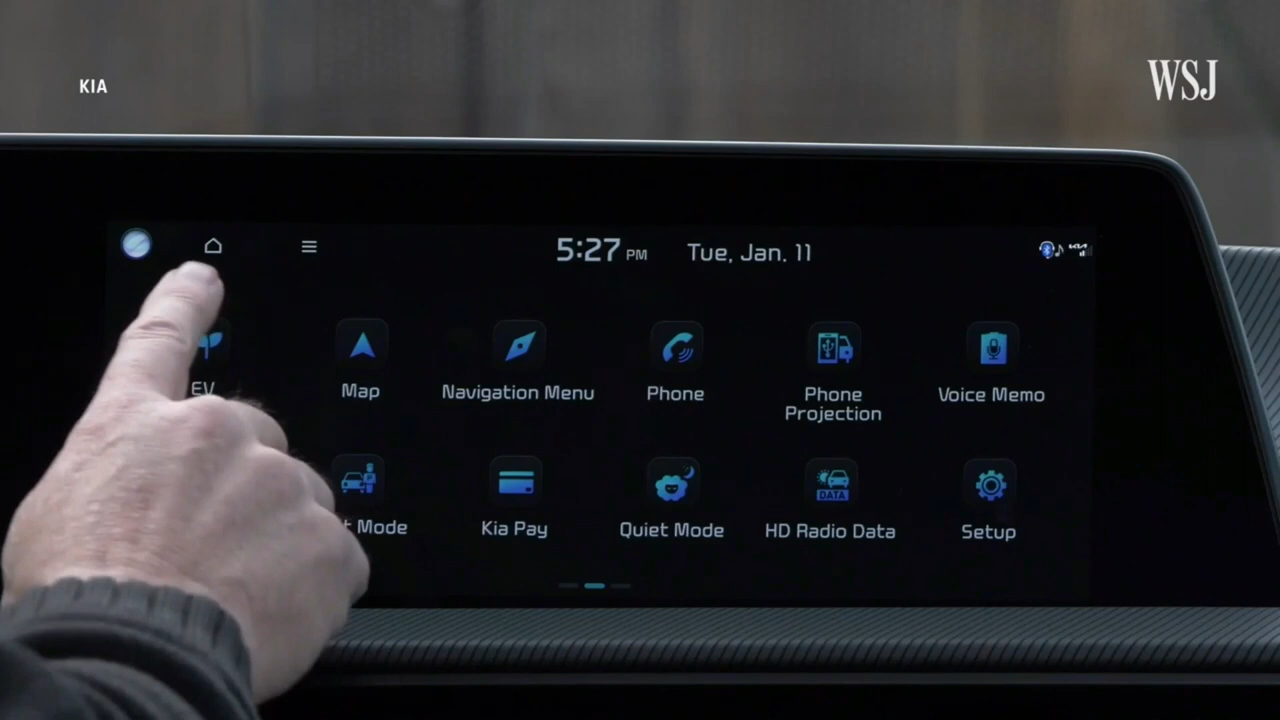 KIA
WSJ
5:27 PM Tue, Jan. 11
EV
Map
Navigation Menu
Phone
Phone
Projection
Voice Memo
t Mode
Kia Pay
Quiet Mode
DATA
HD Radio Data
Setup